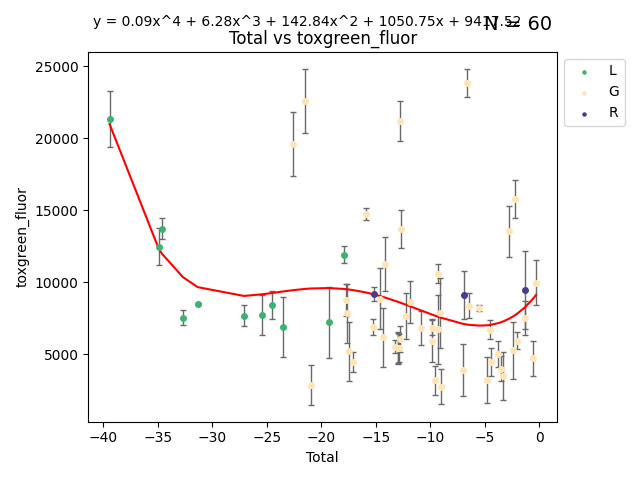 y = 0.09x^4 + 6.28x^3 + 142.84x^2 + 1050.75x + 9417.52
N = 60
Total vs toxgreen_fluor
25000
20000
15000
10000
5000
toxgreen_fluor
−40 −35 −30 −25 −20 −15 −10 −5 0
Total
L
G
R